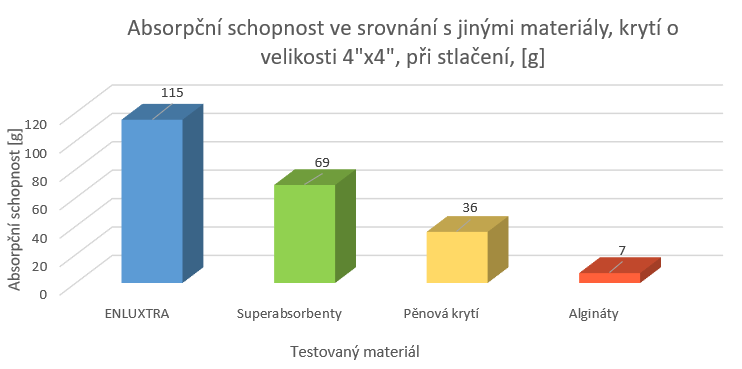 Absorpční schopnost ve srovnání s jinými materiály, krytí o
velikosti 4"x4", při stlačení, [g]
Absorpční schopnost [g]
120
100
80
60
40
20
0
115
69
36
7
ENLUXTRA
Superabsorbenty
Pěnová krytí
Algináty
Testovaný materiál